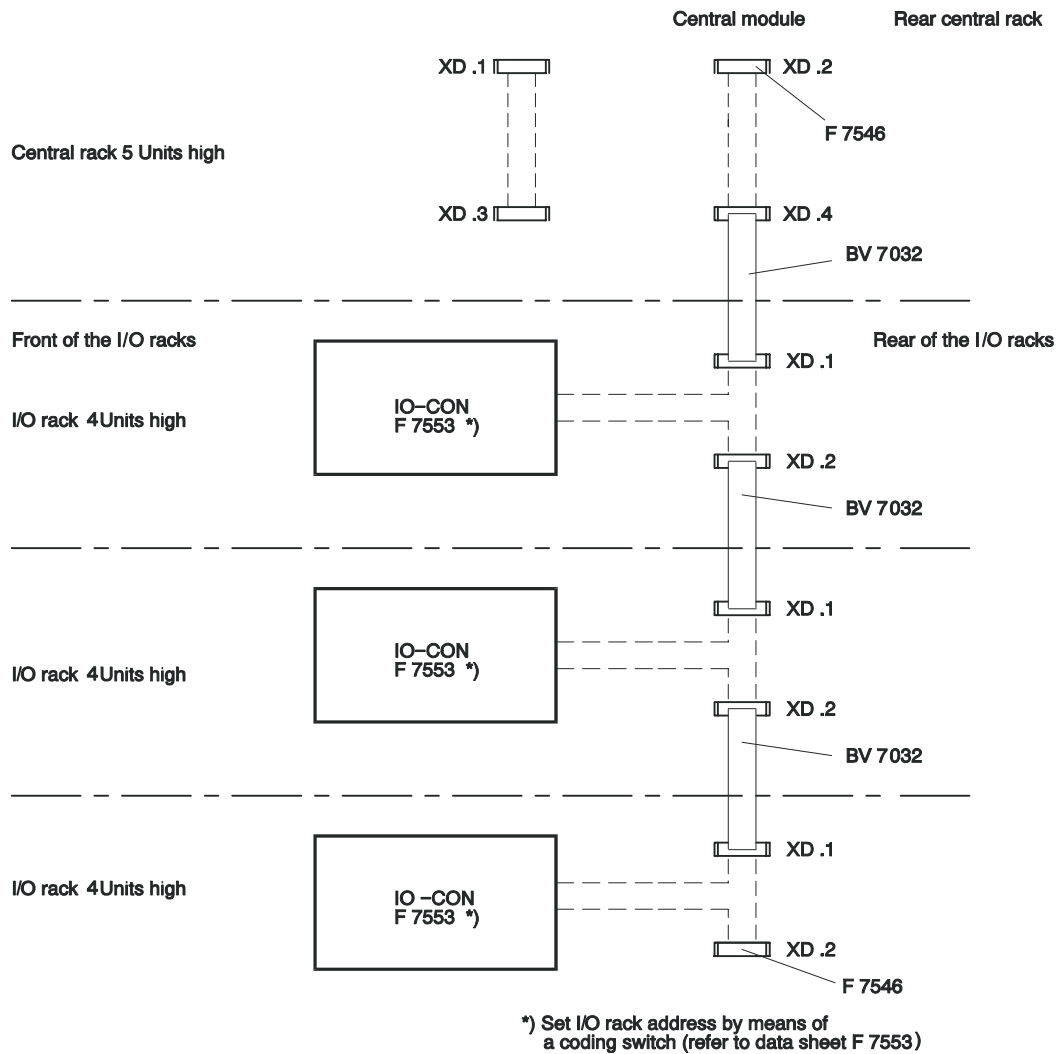 Central module Rear central rack
XD .1 XD .2
F 7546
Central rack 5 Units high
XD .3 XD .4
BV 7032
Front of the I/O racks Rear of the I/O racks
XD .1
IO-CON
F 7553 *)
I/O rack 4Units high
XD .2
BV 7032
XD .1
IO-CON
F 7553 *)
I/O rack 4Units high
XD .2
BV 7032
XD .1
I/O rack 4Units high
IO -CON
F 7553 *)
XD .2
F 7546
*) Set I/O rack address by means of
a coding switch (refer to data sheet F 7553)